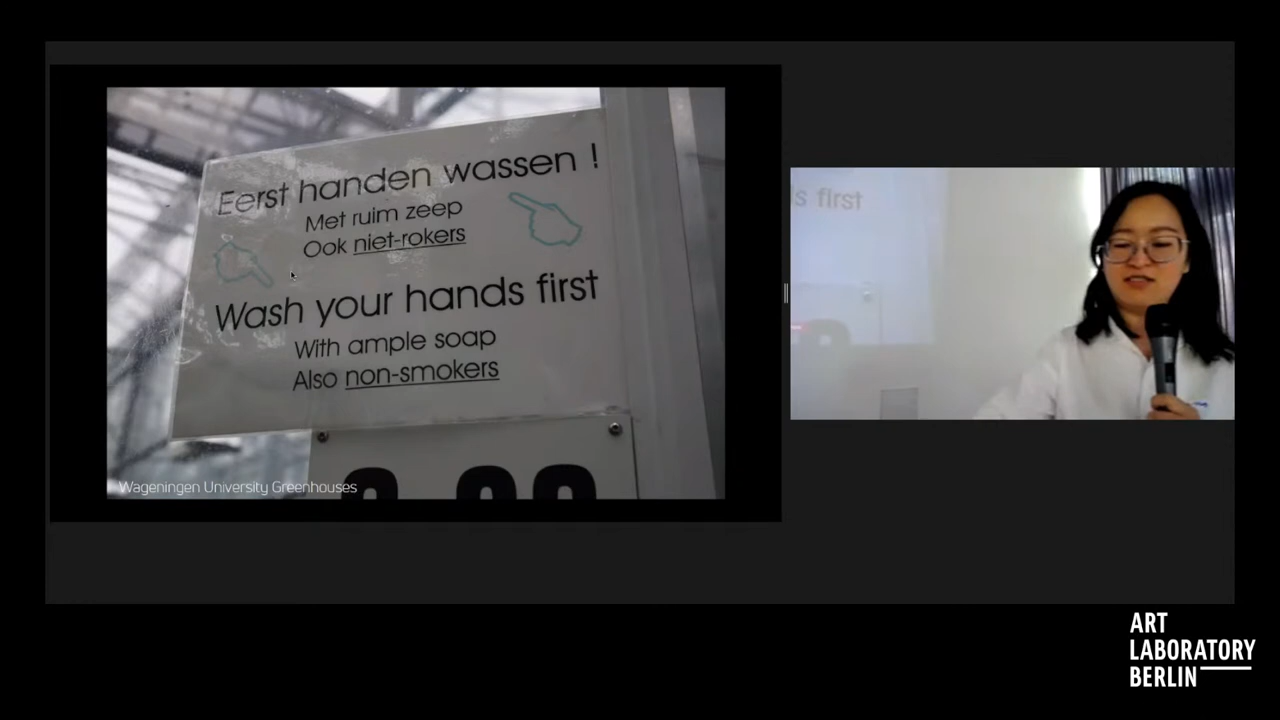 Eerst handen wassen !
Met ruim zeep
Ook niet-rokers
Wash your hands first
With ample soap
Also non-smokers
Wageningen University Greenhouses
ls first
ART
LABORATORY
BERLIN